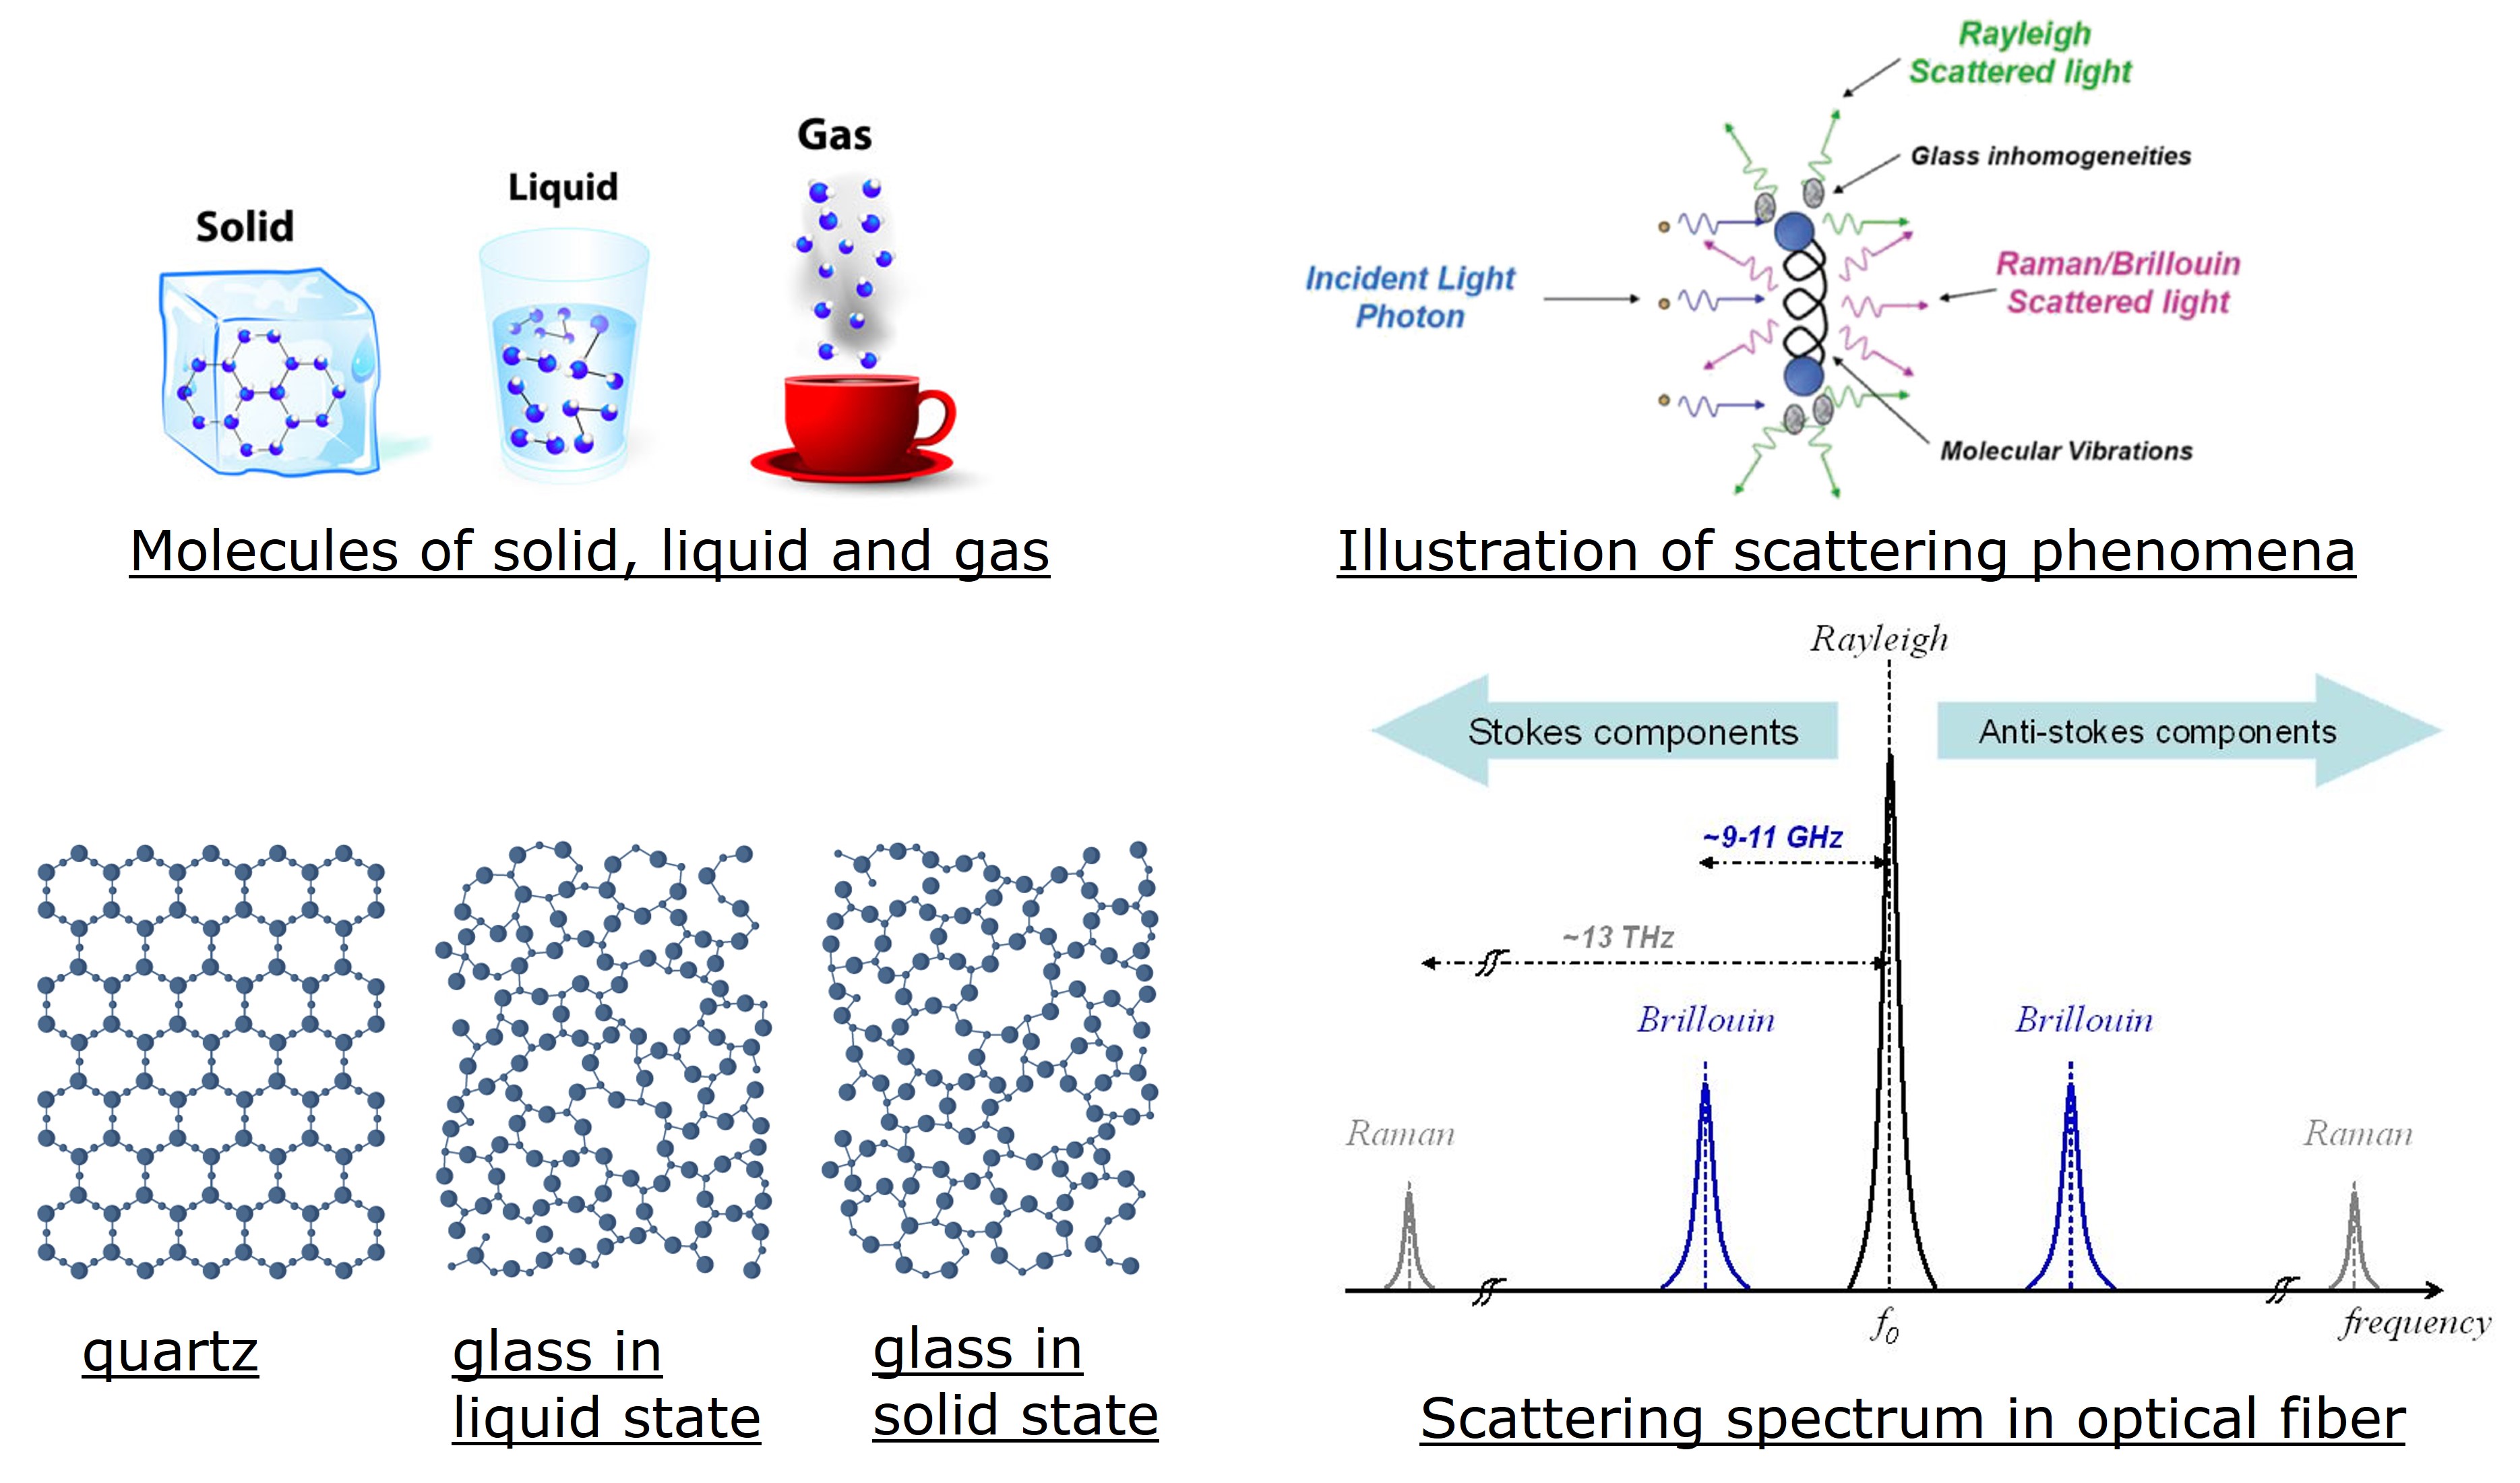 Solid
Liquid
Gas
Molecules of solid, liquid and gas
Rayleigh
Scattered light
Glass inhomogeneities
Incident Light
Photon
Raman/Brillouin
Scattered light
Molecular Vibrations
Illustration of scattering phenomena
quartz
glass in
liquid state
glass in
solid state
Rayleigh
Stokes components
Anti-stokes components
~9-11 GHz
~13 THz
Brillouin
Brillouin
Raman
Raman
f0
frequency
Scattering spectrum in optical fiber